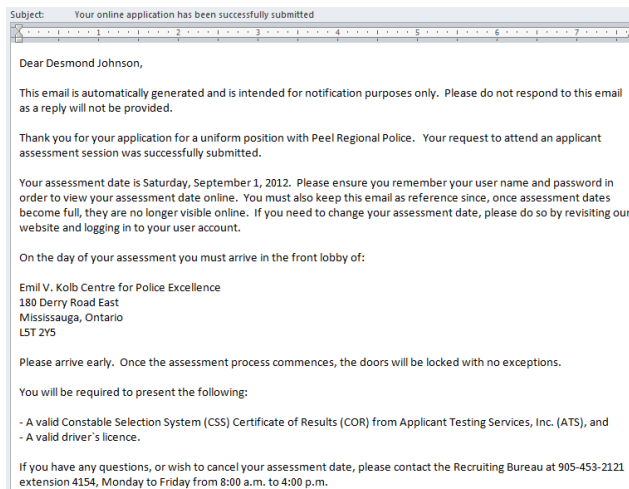 Subject: Your online application has been successfully submitted
1 2 3 4 5 6 7
Dear Desmond Johnson,
This email is automatically generated and is intended for notification purposes only.  Please do not respond to this email
as a reply will not be provided.
Thank you for your application for a uniform position with Peel Regional Police.   Your request to attend an applicant
assessment session was successfully submitted.
Your assessment date is Saturday, September 1, 2012.  Please ensure you remember your user name and password in
order to view your assessment date online.  You must also keep this email as reference since, once assessment dates
become full, they are no longer visible online.  If you need to change your assessment date, please do so by revisiting our
website and logging in to your user account.
On the day of your assessment you must arrive in the front lobby of:
Emil V. Kolb Centre for Police Excellence
180 Derry Road East
Mississauga, Ontario
L5T 2Y5
Please arrive early.  Once the assessment process commences, the doors will be locked with no exceptions.
You will be required to present the following:
- A valid Constable Selection System (CSS) Certificate of Results (COR) from Applicant Testing Services, Inc. (ATS), and
- A valid driver`s licence.
If you have any questions, or wish to cancel your assessment date, please contact the Recruiting Bureau at 905-453-2121
extension 4154, Monday to Friday from 8:00 a.m. to 4:00 p.m.